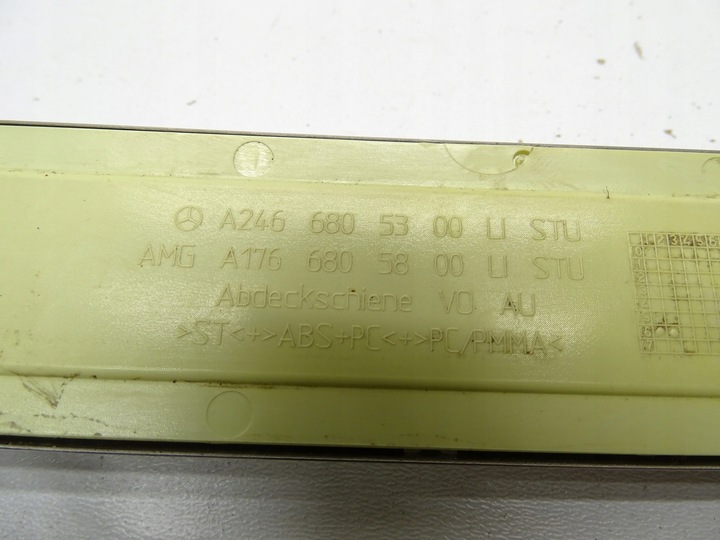 A246 680 53 00 LI STU
AMG A176 680 58 00 LI STU
Abdeckschiene VO AU
>ST<+>ABS+PC<+>PC/PMMA<